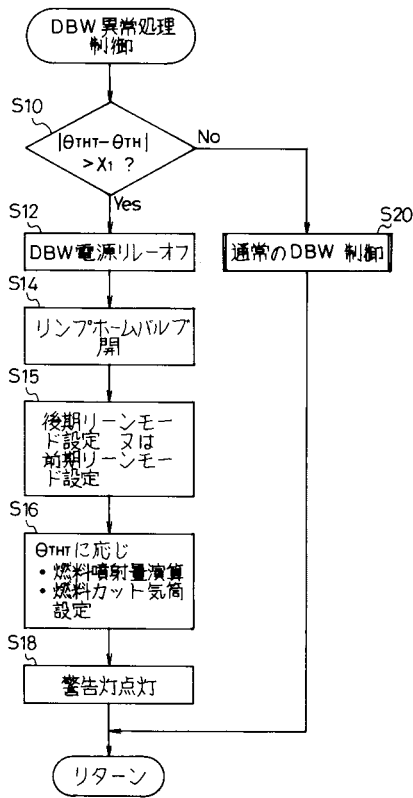 DBW異常処理
制御
S10
|ΘTHT−ΘTH|
>X1 ?
No
Yes
S12
DBW電源リレーオフ
S20
通常のDBW 制御
S14
リンプホームバルブ
開
S15
後期リーンモー
ド設定 又は
前期リーンモー
ド設定
S16
ΘTHTに応じ
・燃料噴射量演算
・燃料カット気筒
設定
S18
警告灯点灯
リターン